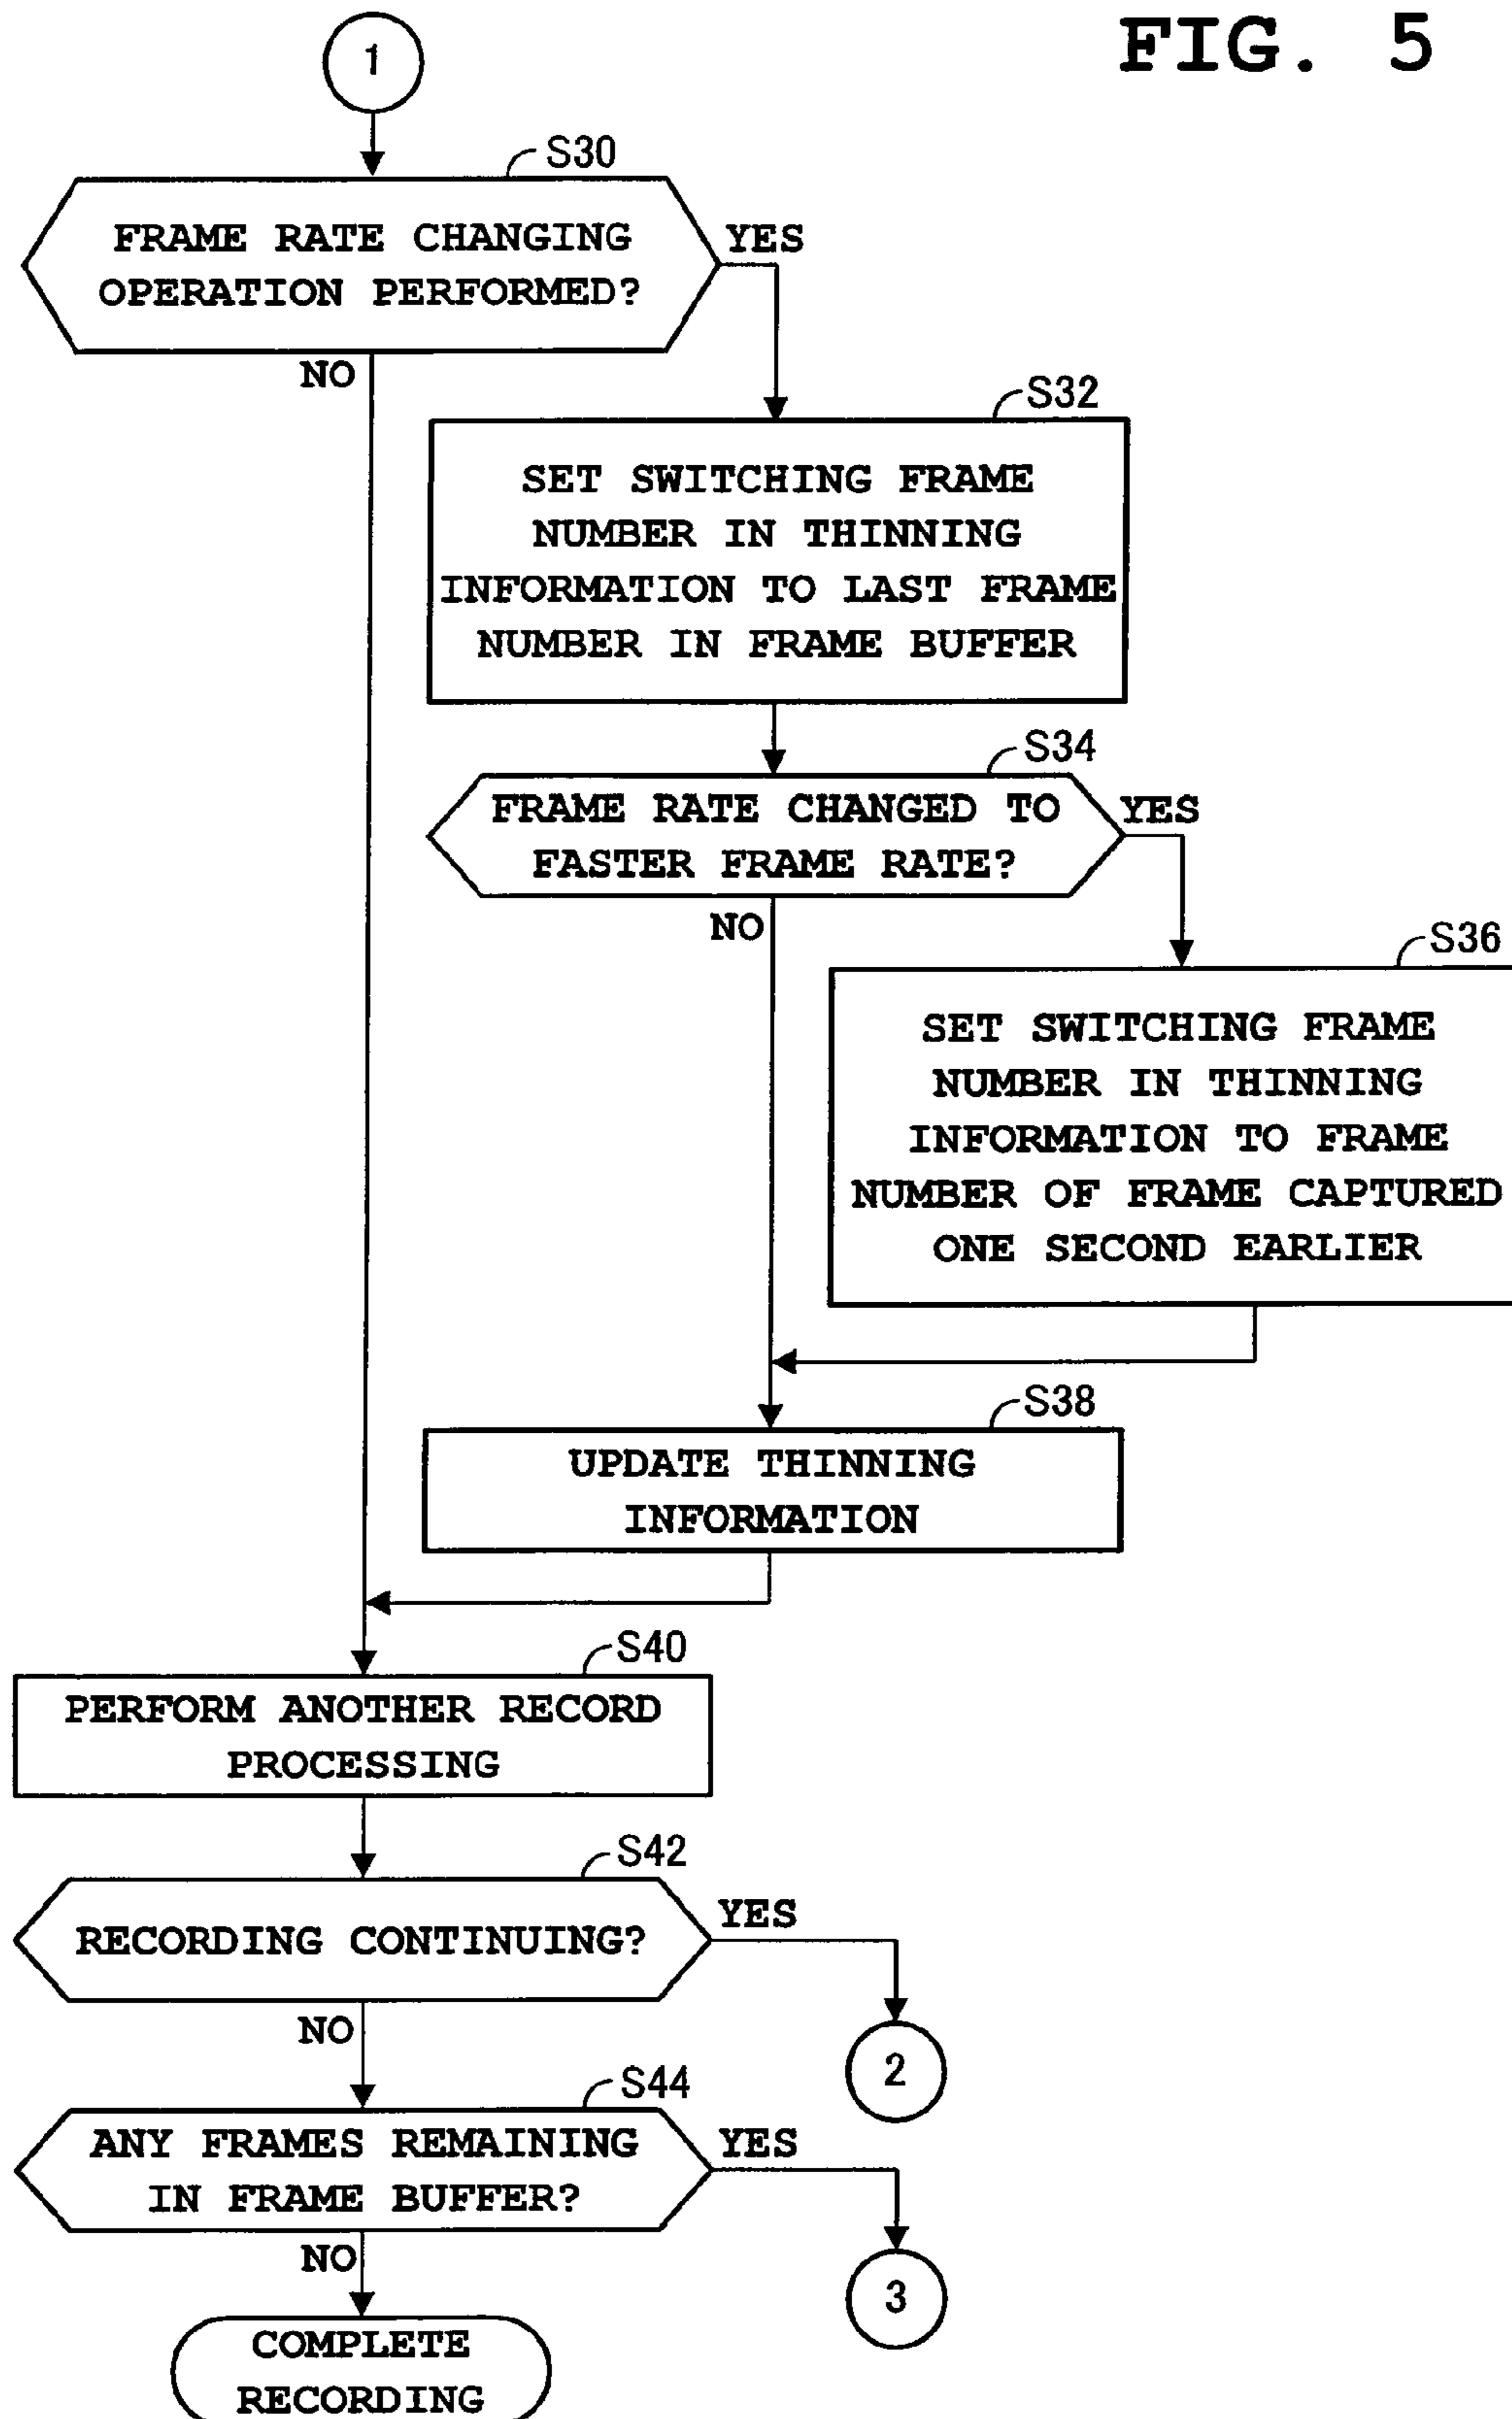 FIG. 5
1
S30
FRAME RATE CHANGING
OPERATION PERFORMED?
YES
NO
S32
SET SWITCHING FRAME
NUMBER IN THINNING
INFORMATION TO LAST FRAME
NUMBER IN FRAME BUFFER
S34
FRAME RATE CHANGED TO
FASTER FRAME RATE?
YES
NO
S36
SET SWITCHING FRAME
NUMBER IN THINNING
INFORMATION TO FRAME
NUMBER OF FRAME CAPTURED
ONE SECOND EARLIER
S38
UPDATE THINNING
INFORMATION
S40
PERFORM ANOTHER RECORD
PROCESSING
S42
RECORDING CONTINUING?
YES
NO
2
S44
ANY FRAMES REMAINING
IN FRAME BUFFER?
YES
NO
3
COMPLETE
RECORDING